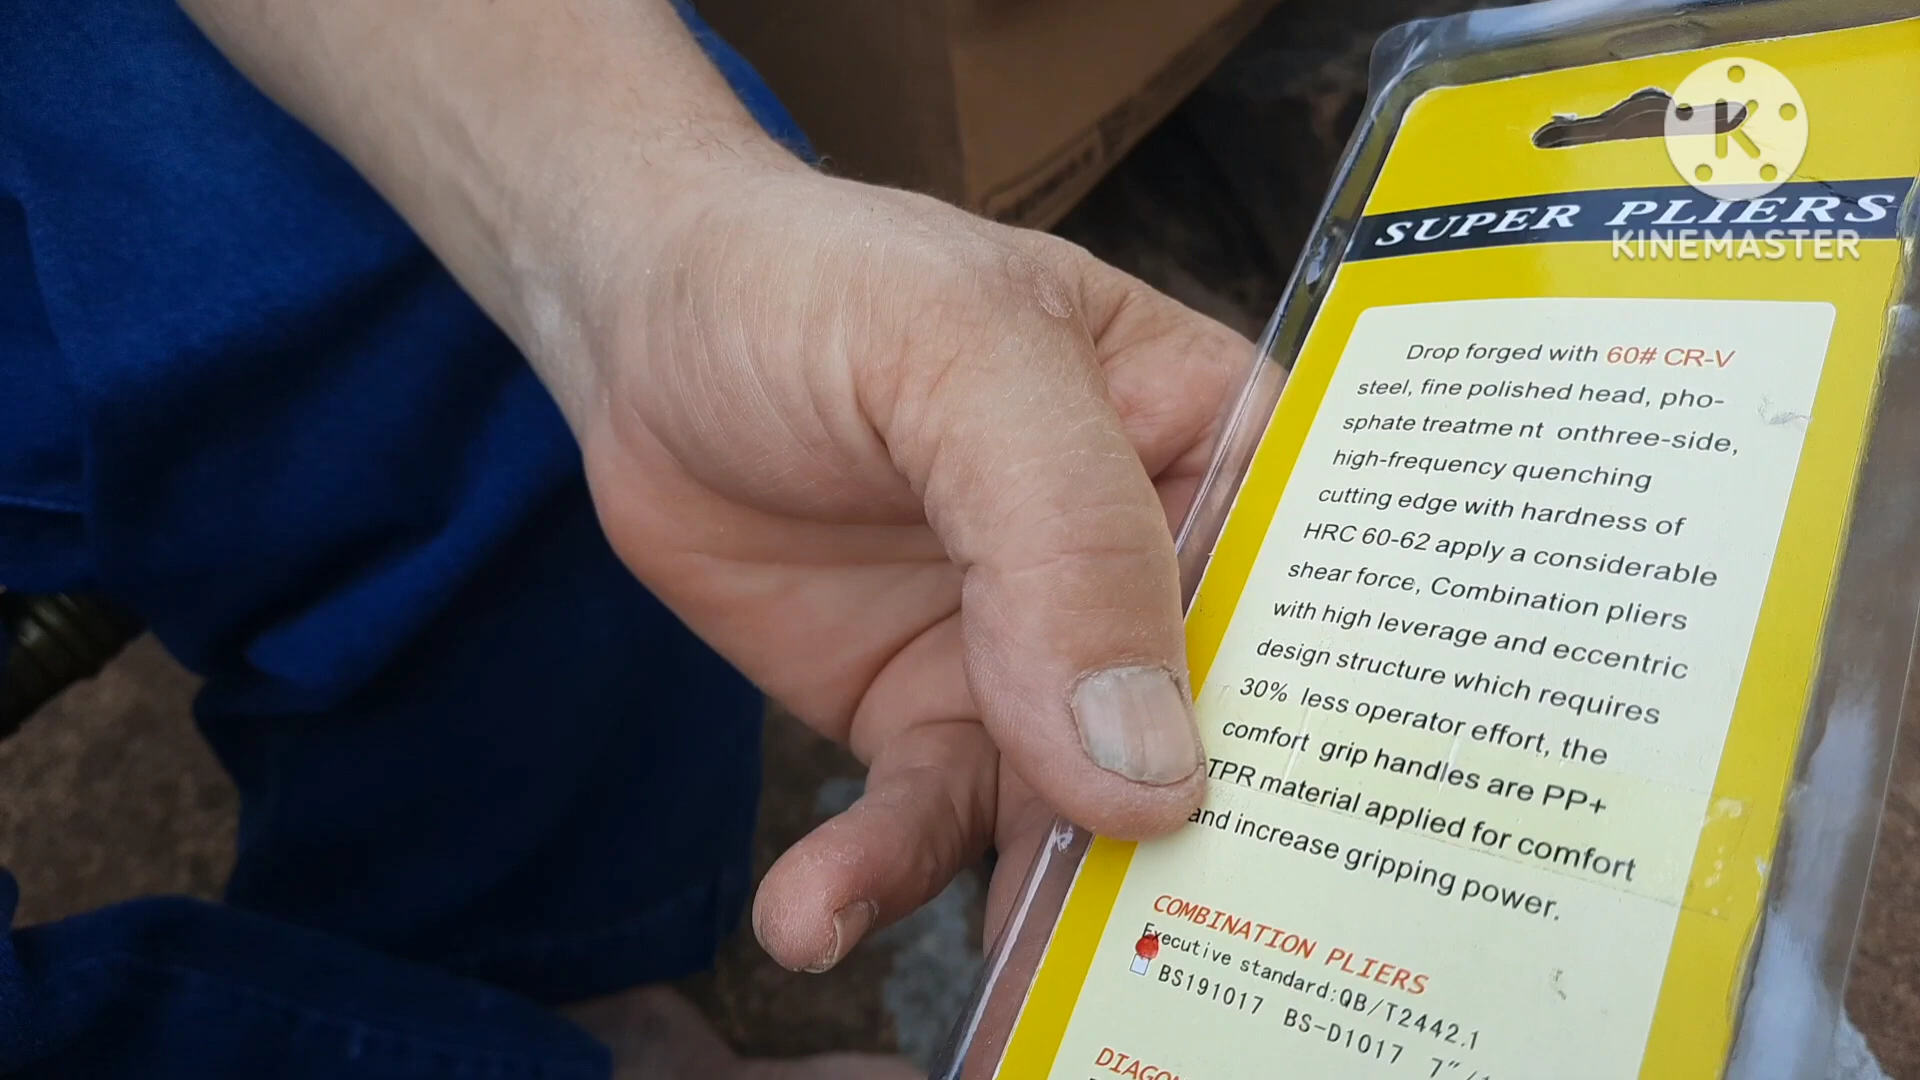 SUPER PLIERS
K
KINEMASTER
Drop forged with 60# CR-V
steel, fine polished head, pho-
sphate treatme nt onthree-side,
high-frequency quenching
cutting edge with hardness of
HRC 60-62 apply a considerable
shear force, Combination pliers
with high leverage and eccentric
design structure which requires
30% less operator effort, the
comfort grip handles are PP+
TPR material applied for comfort
and increase gripping power.
COMBINATION PLIERS
Executive standard:QB/T2442.1
BS191017 BS-D1017 7"